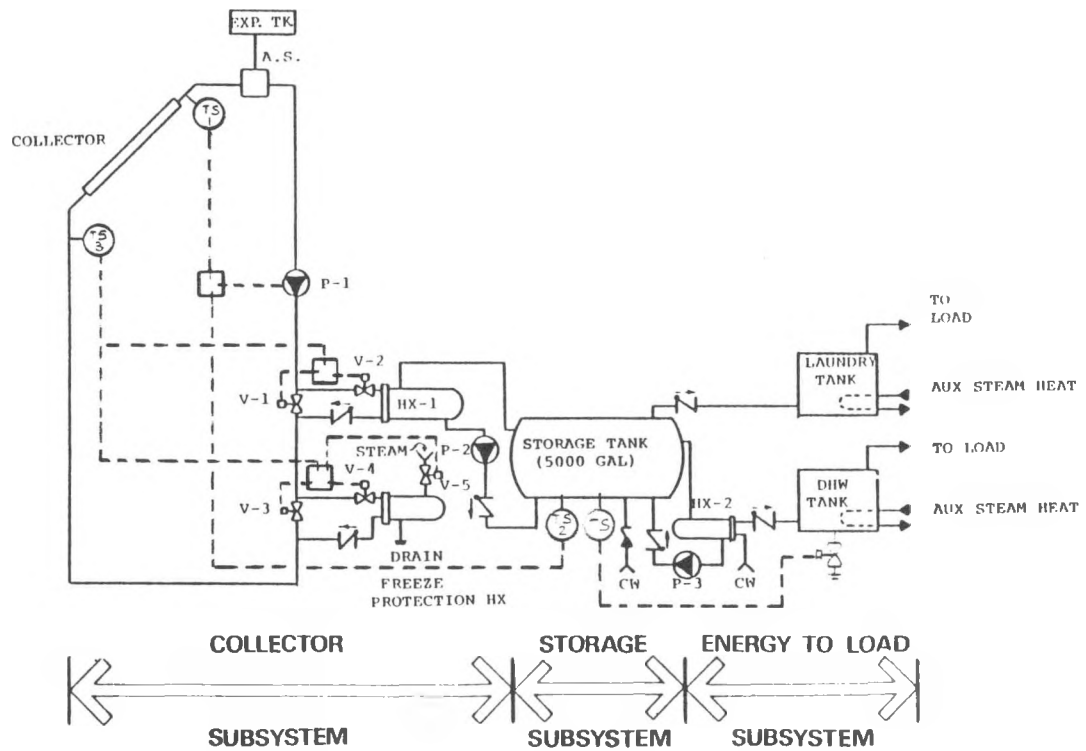 EXP. TK
A.S.
TS
COLLECTOR
TS
3
P-1
TO
LOAD
V-2
LAUNDRY
TANK
V-1
HX-1
AUX STEAM HEAT
STEAM
P-2
STORAGE TANK
(5000 GAL)
TO LOAD
V-4
V-5
HX-2
DHW
TANK
V-3
AUX STEAM HEAT
TS
2
TS
DRAIN
CW
P-3
CW
FREEZE
PROTECTION HX
COLLECTOR
STORAGE
ENERGY TO LOAD
SUBSYSTEM
SUBSYSTEM
SUBSYSTEM